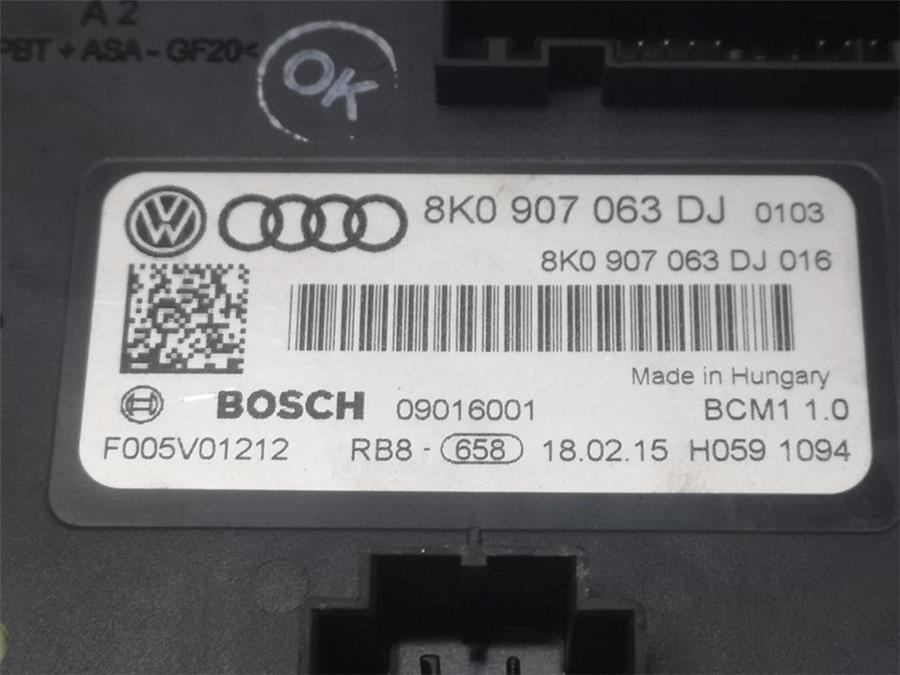 A 2
PBT + ASA - GF20<
OK
8K0 907 063 DJ 0103
8K0 907 063 DJ 016
Made in Hungary
BOSCH 09016001 BCM1 1.0
F005V01212 RB8 - 658 18.02.15 H059 1094